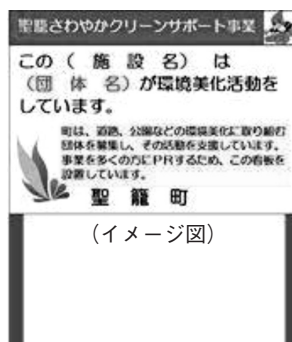 聖籠さわやかクリーンサポート事業
この（ 施 設 名）は
（団 体 名）が環境美化活動を
しています。
町は、道路、公園などの環境美化に取り組む
団体を募集し、その活動を支援しています。
事業を多くの方にＰＲするため、この看板を
設置しています。
聖 籠 町
（イメージ図）